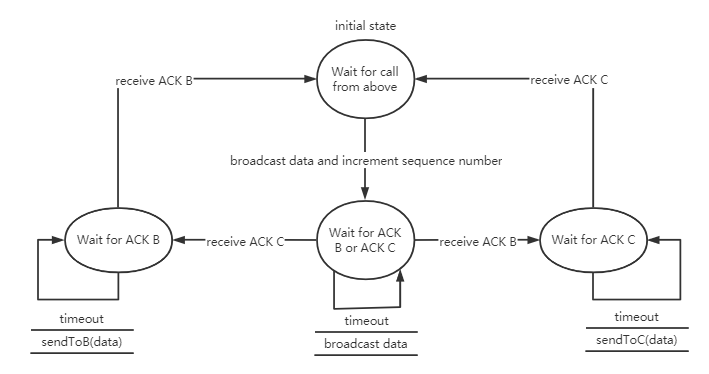 initial state
Wait for call
from above
receive ACK B
receive ACK C
broadcast data and increment sequence number
Wait for ACK B
receive ACK C
Wait for ACK
B or ACK C
receive ACK B
Wait for ACK C
timeout
sendToB(data)
timeout
broadcast data
timeout
sendToC(data)